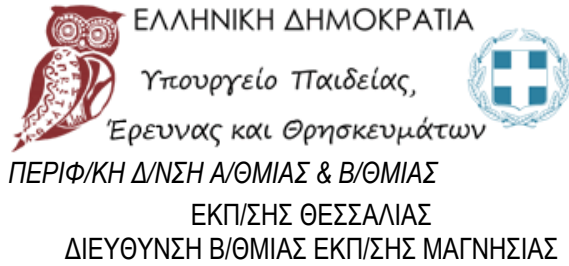 ΕΛΛΗΝΙΚΗ ΔΗΜΟΚΡΑΤΙΑ
Υπουργείο Παιδείας,
Έρευνας και Θρησκευμάτων
ΠΕΡΙΦ/ΚΗ Δ/ΝΣΗ Α/ΘΜΙΑΣ & Β/ΘΜΙΑΣ
ΕΚΠ/ΣΗΣ ΘΕΣΣΑΛΙΑΣ
ΔΙΕΥΘΥΝΣΗ Β/ΘΜΙΑΣ ΕΚΠ/ΣΗΣ ΜΑΓΝΗΣΙΑΣ